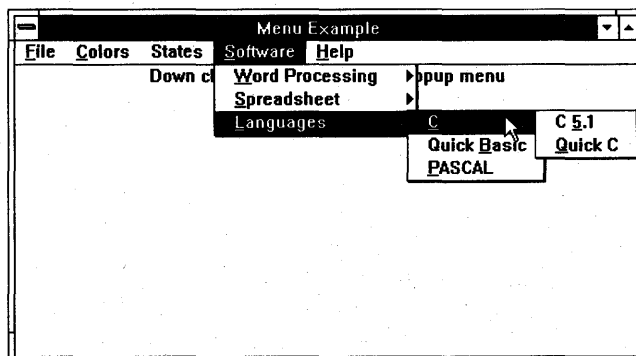 Menu Example
File Colors States Software Help
Down cl opup menu
Word Processing
Spreadsheet
Languages
C
Quick Basic
PASCAL
C 5.1
Quick C